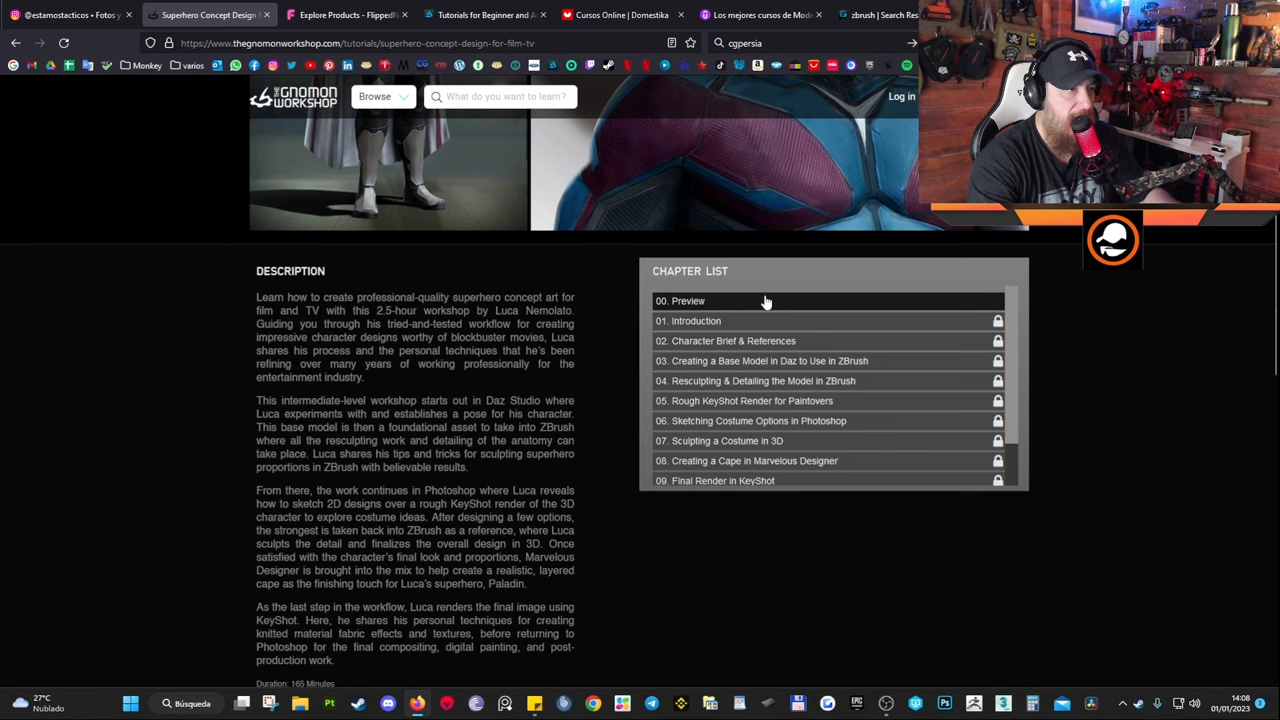 @estamostacticos • Fotos y
Superhero Concept Design
Explore Products - Flipped
Tutorials for Beginner and A
Cursos Online | Domestika
Los mejores cursos de Mod
zbrush | Search Res
https://www.thegnomonworkshop.com/tutorials/superhero-concept-design-for-film-tv
cgpersia
Monkey
varios
THE GNOMON WORKSHOP
Browse
What do you want to learn?
Log in
DESCRIPTION
Learn how to create professional-quality superhero concept art for
film and TV with this 2.5-hour workshop by Luca Nemolato.
Guiding you through his tried-and-tested workflow for creating
impressive character designs worthy of blockbuster movies, Luca
shares his process and the personal techniques that he's been
refining over many years of working professionally for the
entertainment industry.
This intermediate-level workshop starts out in Daz Studio where
Luca experiments with and establishes a pose for his character.
This base model is then a foundational asset to take into ZBrush
where all the resculpting work and detailing of the anatomy can
take place. Luca shares his tips and tricks for sculpting superhero
proportions in ZBrush with believable results.
From there, the work continues in Photoshop where Luca reveals
how to sketch 2D designs over a rough KeyShot render of the 3D
character to explore costume ideas. After designing a few options,
the strongest is taken back into ZBrush as a reference, where Luca
sculpts the detail and finalizes the overall design in 3D. Once
satisfied with the character's final look and proportions, Marvelous
Designer is brought into the mix to help create a realistic, layered
cape as the finishing touch for Luca's superhero, Paladin.
As the last step in the workflow, Luca renders the final image using
KeyShot. Here, he shares his personal techniques for creating
knitted material fabric effects and textures, before returning to
Photoshop for the final compositing, digital painting, and post-
production work.
Duration: 165 Minutes
CHAPTER LIST
00. Preview
01. Introduction
02. Character Brief & References
03. Creating a Base Model in Daz to Use in ZBrush
04. Resculpting & Detailing the Model in ZBrush
05. Rough KeyShot Render for Paintovers
06. Sketching Costume Options in Photoshop
07. Sculpting a Costume in 3D
08. Creating a Cape in Marvelous Designer
09. Final Render in KeyShot
27°C
Nublado
Búsqueda
14:08
01/01/2023